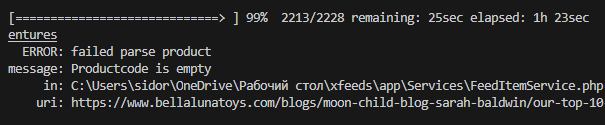 [============================> ] 99%  2213/2228 remaining: 25sec elapsed: 1h 23sec
entures
ERROR: failed parse product
message: Productcode is empty
in: C:\Users\sidor\OneDrive\Рабочий стол\xfeeds\app\Services\FeedItemService.php
uri: https://www.bellalunatoys.com/blogs/moon-child-blog-sarah-baldwin/our-top-10